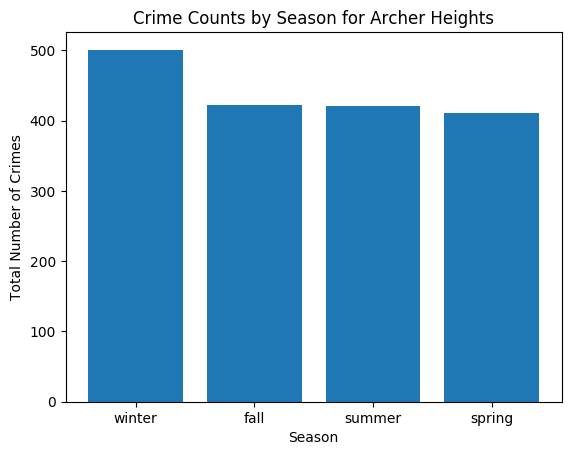 Crime Counts by Season for Archer Heights
Total Number of Crimes
500
400
300
200
100
0
winter fall summer spring
Season